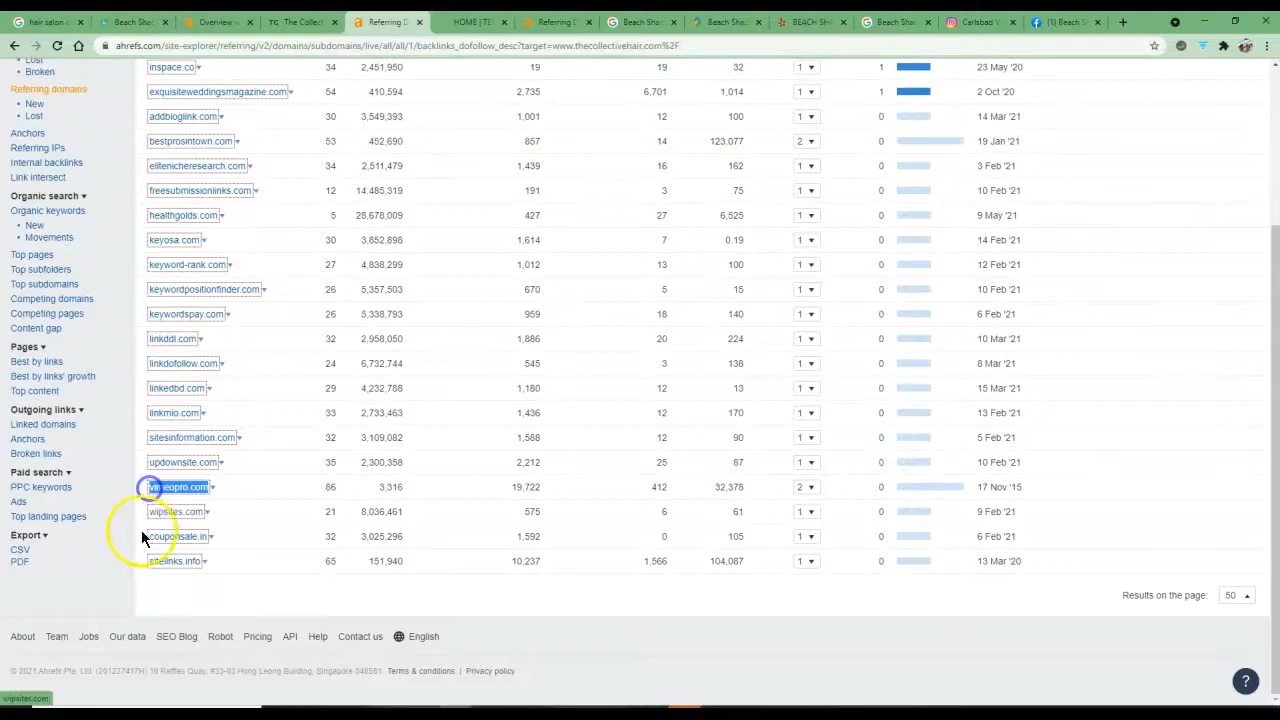 hair salon c
Beach Shac
Overview
TC The Collect
Referring D
HOME | TE
Referring D
Beach Shac
Beach Shac
BEACH SH
Beach Shac
Carlsbad V
(1) Beach S
ahrefs.com/site-explorer/referring/v2/domains/subdomains/live/all/all/1/backlinks_dofollow_desc?target=www.thecollectivehair.com%2F
Lost
Broken
Referring domains
New
Lost
Anchors
Referring IPs
Internal backlinks
Link intersect
Organic search
Organic keywords
New
Movements
Top pages
Top subfolders
Top subdomains
Competing domains
Competing pages
Content gap
Pages
Best by links
Best by links' growth
Top content
Outgoing links
Linked domains
Anchors
Broken links
Paid search
PPC keywords
Ads
Top landing pages
Export
CSV
PDF
inspace.co 34 2,451,950 19 19 32 1 1 23 May '20
exquisiteweddingsmagazine.com 54 410,594 2,735 6,701 1,014 1 1 2 Oct '20
addbloglink.com 30 3,549,393 1,001 12 100 1 0 14 Mar '21
bestprosintown.com 53 452,690 857 14 123,077 2 0 19 Jan '21
elitenicheresearch.com 34 2,511,479 1,439 16 162 1 0 3 Feb '21
freesubmissionlinks.com 12 14,485,319 191 3 75 1 0 10 Feb '21
healthgolds.com 5 28,678,009 427 27 6,525 1 0 9 May '21
keyosa.com 30 3,852,898 1,614 7 0.19 1 0 14 Feb '21
keyword-rank.com 27 4,838,299 1,012 13 100 1 0 12 Feb '21
keywordpositionfinder.com 26 5,357,503 670 5 15 1 0 10 Feb '21
keywordspay.com 26 5,338,793 959 18 140 1 0 6 Feb '21
linkddl.com 32 2,958,050 1,886 20 224 1 0 10 Mar '21
linkdofollow.com 24 6,732,744 545 3 138 1 0 8 Mar '21
linkedbd.com 29 4,232,788 1,180 12 13 1 0 15 Mar '21
linkmio.com 33 2,733,463 1,436 12 170 1 0 13 Feb '21
sitesinformation.com 32 3,109,082 1,588 12 90 1 0 5 Feb '21
updownsite.com 35 2,300,358 2,212 25 87 1 0 10 Feb '21
vimeopro.com 86 3,316 19,722 412 32,378 2 0 17 Nov '15
wipsites.com 21 8,036,461 575 6 61 1 0 9 Feb '21
couponsale.in 32 3,025,296 1,592 0 105 1 0 6 Feb '21
sitelinks.info 65 151,940 10,237 1,566 104,087 1 0 13 Mar '20
Results on the page: 50
About Team Jobs Our data SEO Blog Robot Pricing API Help Contact us English
© 2021 Ahrefs Pte. Ltd. (201227417H) 16 Raffles Quay, #33-03 Hong Leong Building, Singapore 048581. Terms & conditions | Privacy policy
?
wipsites.com